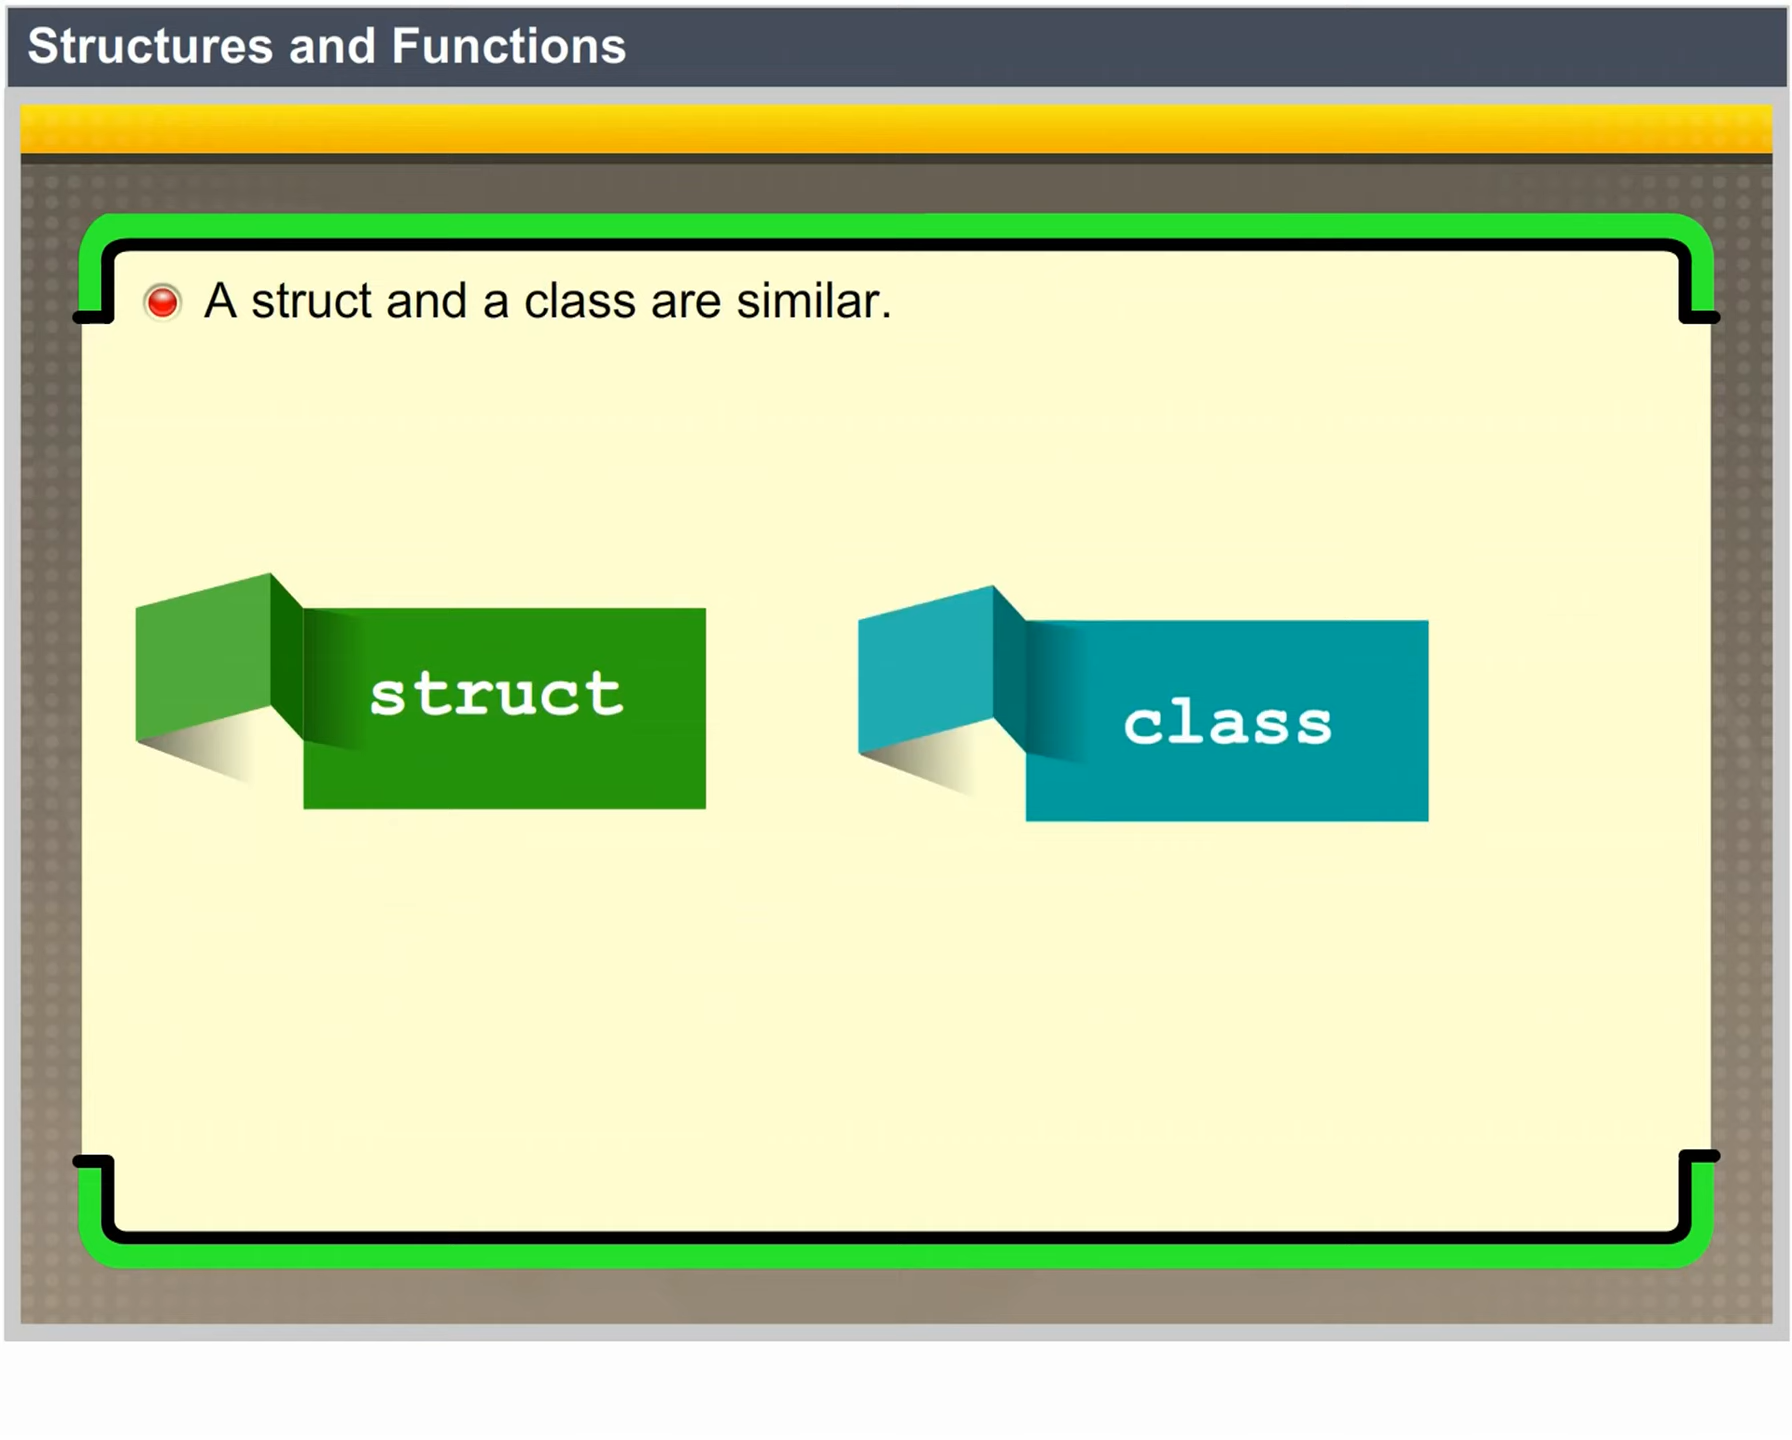 Structures and Functions
A struct and a class are similar.
struct
class